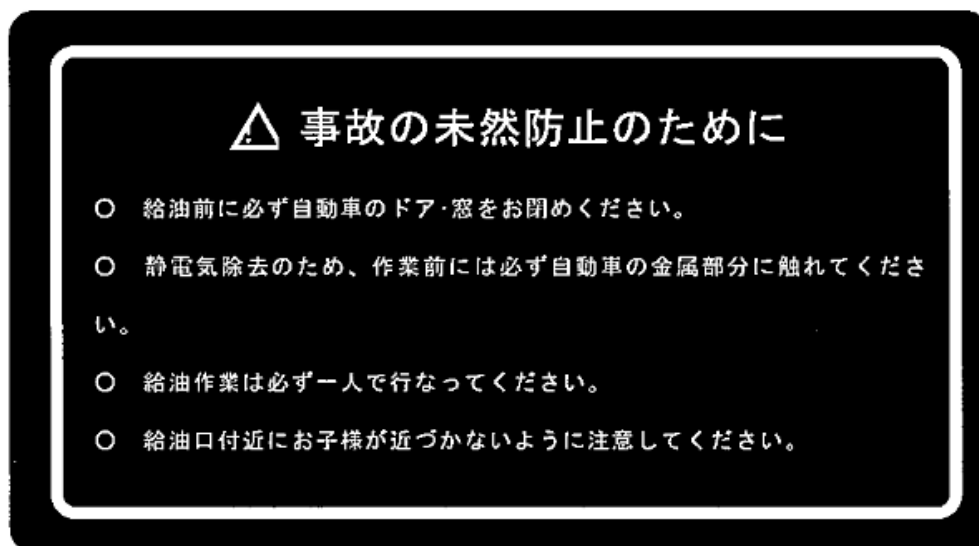 ⚠ 事故の未然防止のために
○ 給油前に必ず自動車のドア・窓をお閉めください。
○ 静電気除去のため、作業前には必ず自動車の金属部分に触れてくださ
い。
○ 給油作業は必ず一人で行なってください。
○ 給油口付近にお子様が近づかないように注意してください。